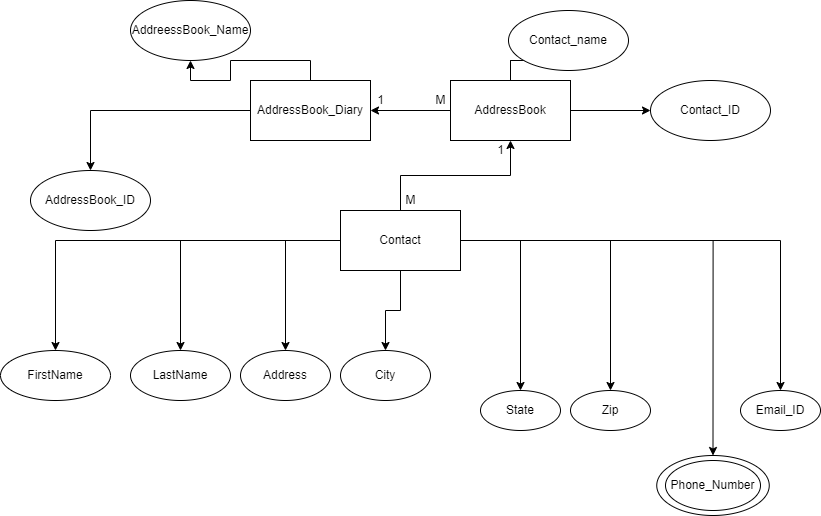 AddreessBook_Name
Contact_name
AddressBook_Diary
1
M
AddressBook
Contact_ID
1
AddressBook_ID
M
Contact
FirstName
LastName
Address
City
State
Zip
Email_ID
Phone_Number